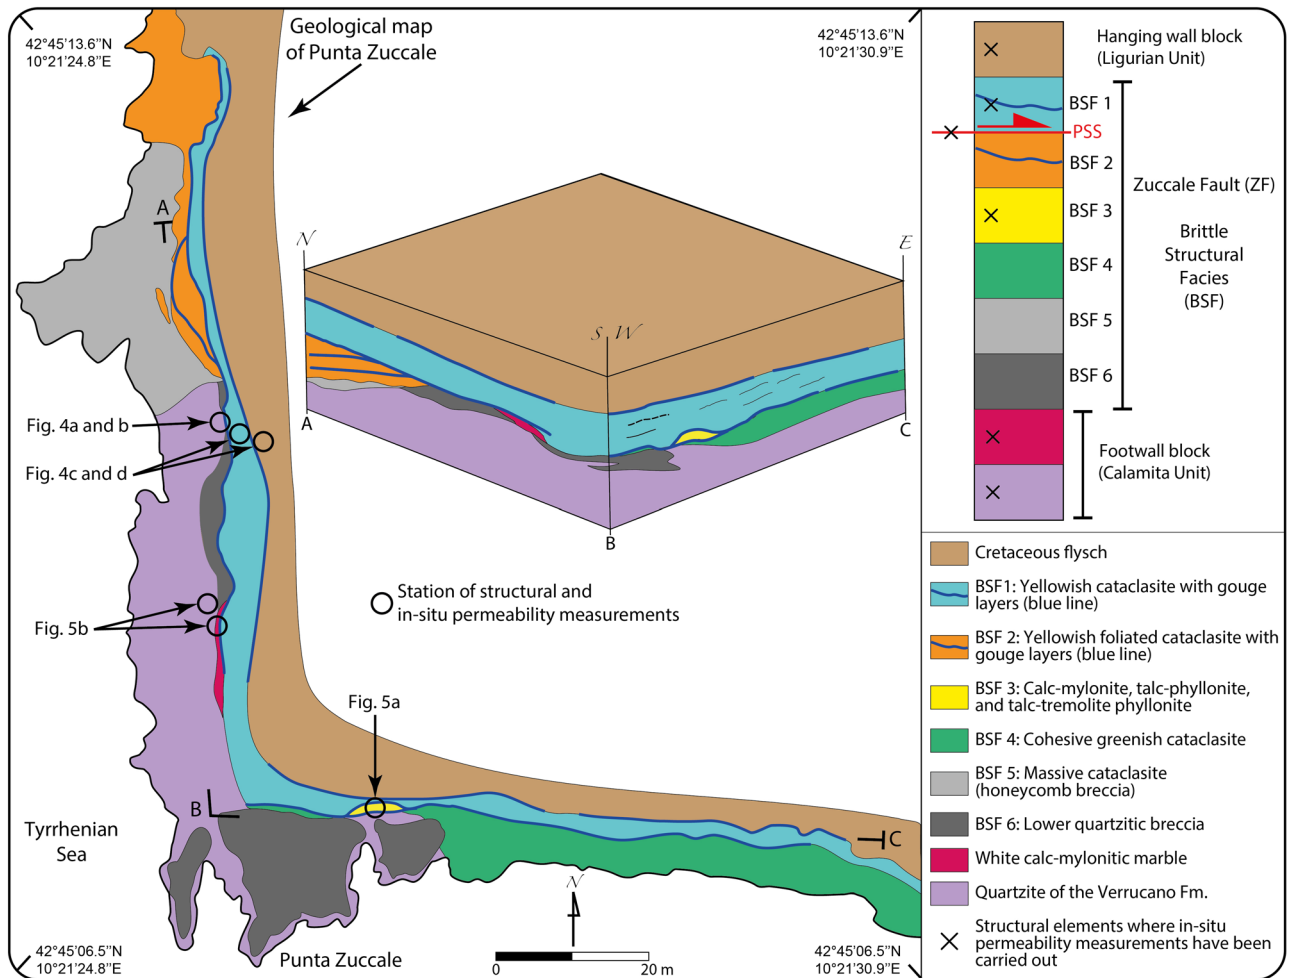 42°45'13.6"N
10°21'24.8"E
Geological map
of Punta Zuccale
42°45'13.6"N
10°21'30.9"E
A
N
E
S W
A
B
C
Fig. 4a and b
Fig. 4c and d
Fig. 5b
Station of structural and
in-situ permeability measurements
Fig. 5a
B
C
Tyrrhenian
Sea
N
42°45'06.5"N
10°21'24.8"E
Punta Zuccale
0
20 m
42°45'06.5"N
10°21'30.9"E
Hanging wall block
(Ligurian Unit)
BSF 1
PSS
BSF 2
BSF 3
BSF 4
BSF 5
BSF 6
Zuccale Fault (ZF)
Brittle
Structural
Facies
(BSF)
Footwall block
(Calamita Unit)
Cretaceous flysch
BSF1: Yellowish cataclasite with gouge
layers (blue line)
BSF 2: Yellowish foliated cataclasite with
gouge layers (blue line)
BSF 3: Calc-mylonite, talc-phyllonite,
and talc-tremolite phyllonite
BSF 4: Cohesive greenish cataclasite
BSF 5: Massive cataclasite
(honeycomb breccia)
BSF 6: Lower quartzitic breccia
White calc-mylonitic marble
Quartzite of the Verrucano Fm.
Structural elements where in-situ
permeability measurements have been
carried out